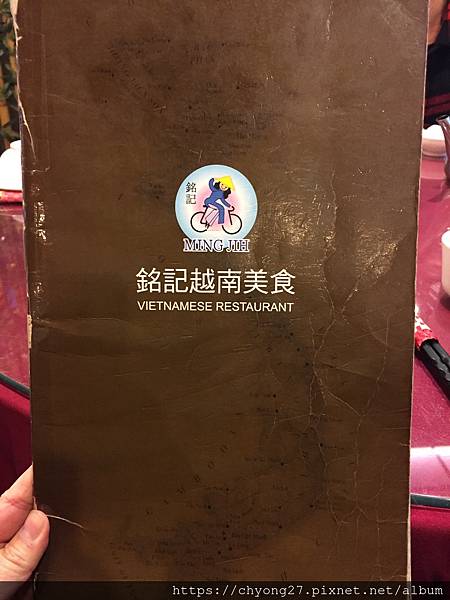 銘記
MING JIH
銘記越南美食
VIETNAMESE RESTAURANT
https://chyong27.pixnet.net/album